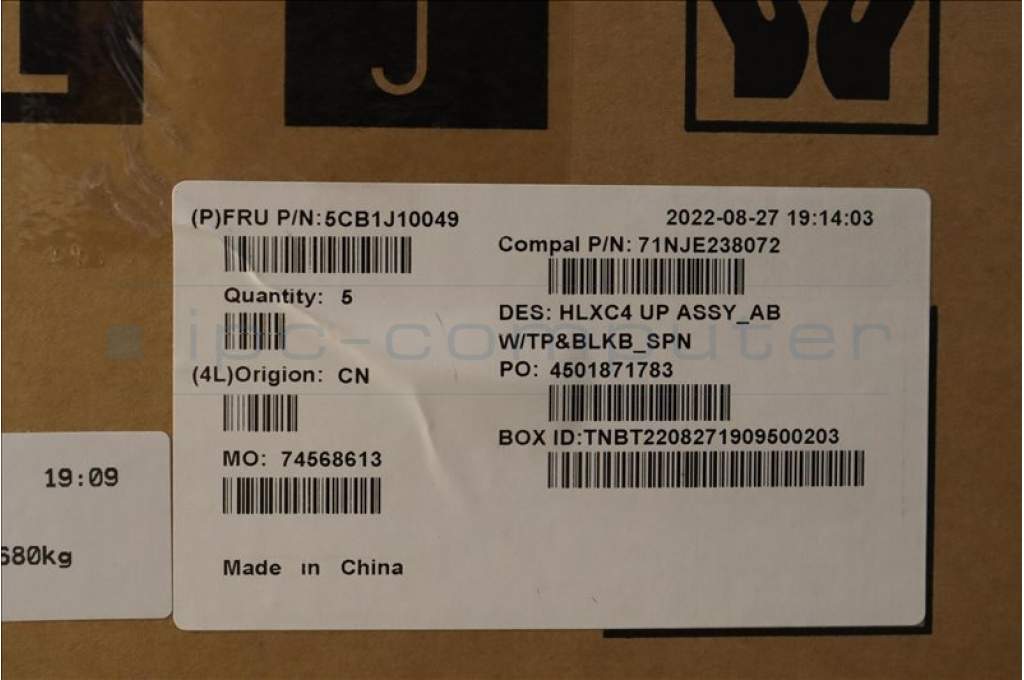 (P)FRU P/N:5CB1J10049
2022-08-27 19:14:03
Compal P/N: 71NJE238072
Quantity: 5
DES: HLXC4 UP ASSY_AB
W/TP&BLKB_SPN
ipc-computer
(4L)Origion: CN
PO: 4501871783
BOX ID:TNBT2208271909500203
MO: 74568613
Made in China
19:09
680kg